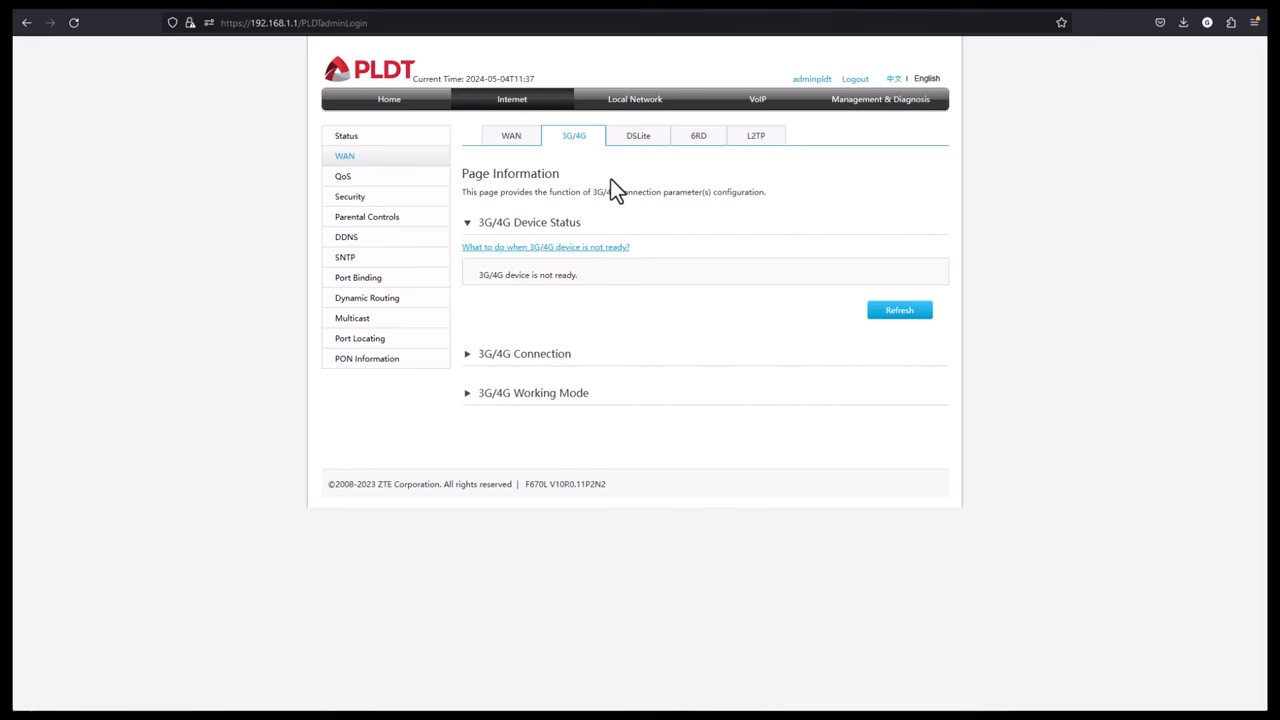 https://192.168.1.1/PLDTadminLogin
PLDT
Current Time: 2024-05-04T11:37
adminpldt Logout 中文 | English
Home Internet Local Network VoIP Management & Diagnosis
Status
WAN
QoS
Security
Parental Controls
DDNS
SNTP
Port Binding
Dynamic Routing
Multicast
Port Locating
PON Information
WAN 3G/4G DSLite 6RD L2TP
Page Information
This page provides the function of 3G/4 connection parameter(s) configuration.
3G/4G Device Status
What to do when 3G/4G device is not ready?
3G/4G device is not ready.
Refresh
3G/4G Connection
3G/4G Working Mode
©2008-2023 ZTE Corporation. All rights reserved | F670L V10R0.11P2N2